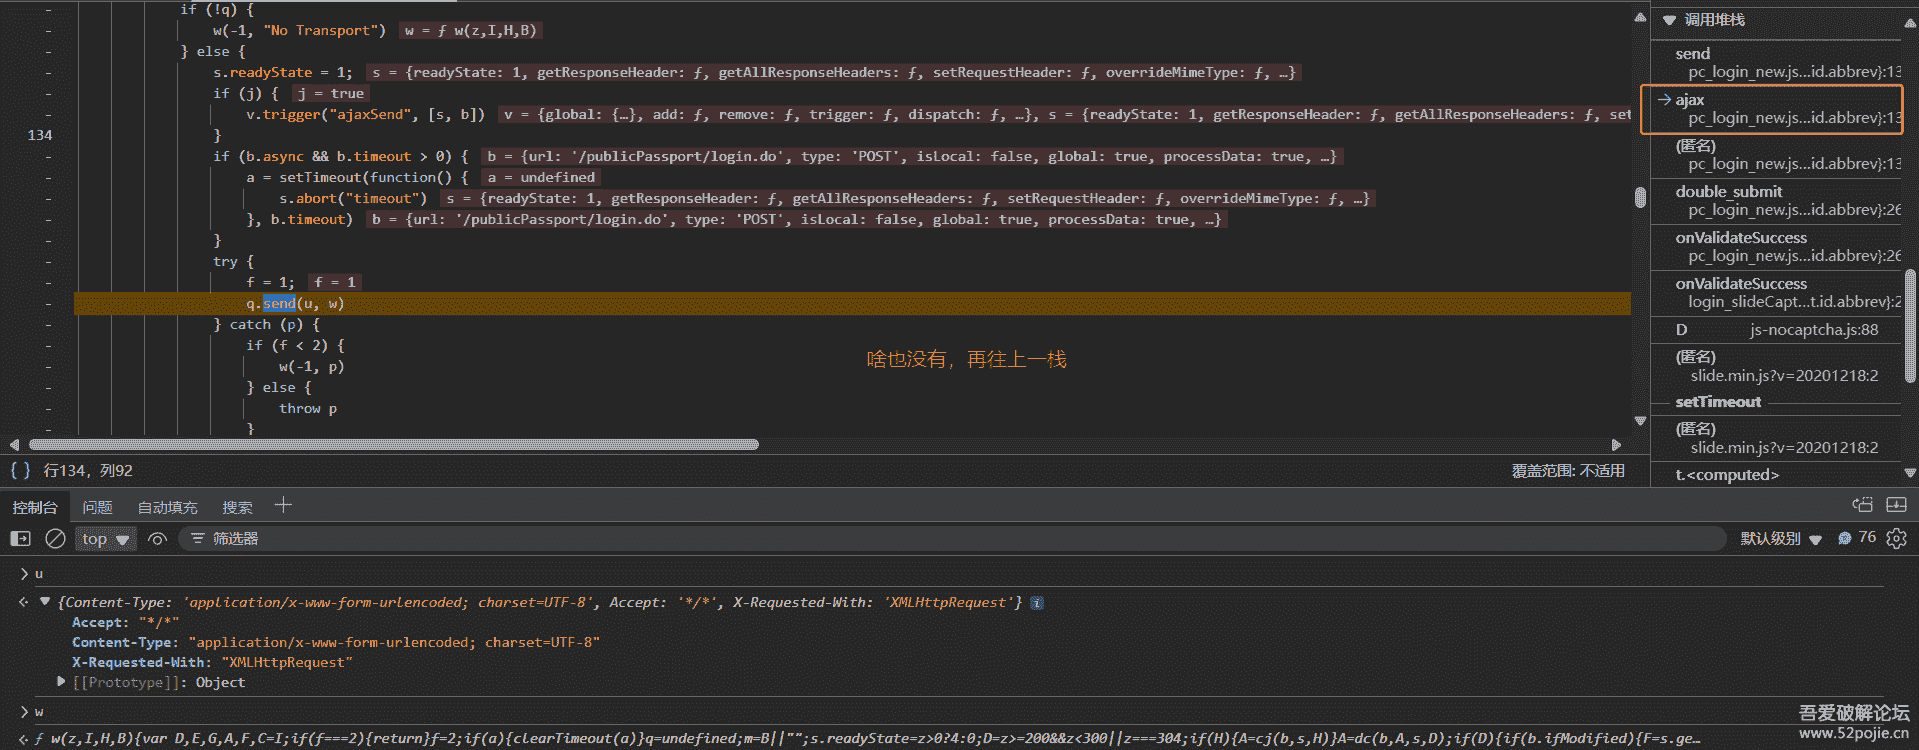 if (!q) {
w(-1, "No Transport") w = ƒ w(z,I,H,B)
} else {
s.readyState = 1; s = {readyState: 1, getResponseHeader: ƒ, getAllResponseHeaders: ƒ, setRequestHeader: ƒ, overrideMimeType: ƒ, …}
if (j) { j = true
v.trigger("ajaxSend", [s, b]) v = {global: {…}, add: ƒ, remove: ƒ, trigger: ƒ, dispatch: ƒ, …}, s = {readyState: 1, getResponseHeader: ƒ, getAllResponseHeaders: ƒ, set
134 }
if (b.async && b.timeout > 0) { b = {url: '/publicPassport/login.do', type: 'POST', isLocal: false, global: true, processData: true, …}
a = setTimeout(function() { a = undefined
s.abort("timeout") s = {readyState: 1, getResponseHeader: ƒ, getAllResponseHeaders: ƒ, setRequestHeader: ƒ, overrideMimeType: ƒ, …}
}, b.timeout) b = {url: '/publicPassport/login.do', type: 'POST', isLocal: false, global: true, processData: true, …}
}
try {
f = 1; f = 1
q.send(u, w)
} catch (p) {
if (f < 2) {
w(-1, p)
} else {
throw p
}
啥也没有，再往上一栈
调用堆栈
send
pc_login_new.js...id.abbrev}:13
ajax
pc_login_new.js...id.abbrev}:13
(匿名)
pc_login_new.js...id.abbrev}:13
double_submit
pc_login_new.js...id.abbrev}:26
onValidateSuccess
pc_login_new.js...id.abbrev}:26
onValidateSuccess
login_slideCapt...t.id.abbrev}:2
D js-nocaptcha.js:88
(匿名)
slide.min.js?v=20201218:2
setTimeout
(匿名)
slide.min.js?v=20201218:2
t.<computed>
{ } 行134，列92
覆盖范围: 不适用
控制台 问题 自动填充 搜索
top 筛选器 默认级别 76
u
{Content-Type: 'application/x-www-form-urlencoded; charset=UTF-8', Accept: '*/*', X-Requested-With: 'XMLHttpRequest'}
Accept: "*/*"
Content-Type: "application/x-www-form-urlencoded; charset=UTF-8"
X-Requested-With: "XMLHttpRequest"
[[Prototype]]: Object
w
ƒ w(z,I,H,B){var D,E,G,A,F,C=I;if(f===2){return}f=2;if(a){clearTimeout(a)}q=undefined;m=B||"";s.readyState=z>0?4:0;D=z>=200&&z<300||z===304;if(H){A=cj(b,s,H)}A=dc(b,A,s,D);if(D){if(b.ifModified){F=s.ge…
吾爱破解论坛
www.52pojie.cn